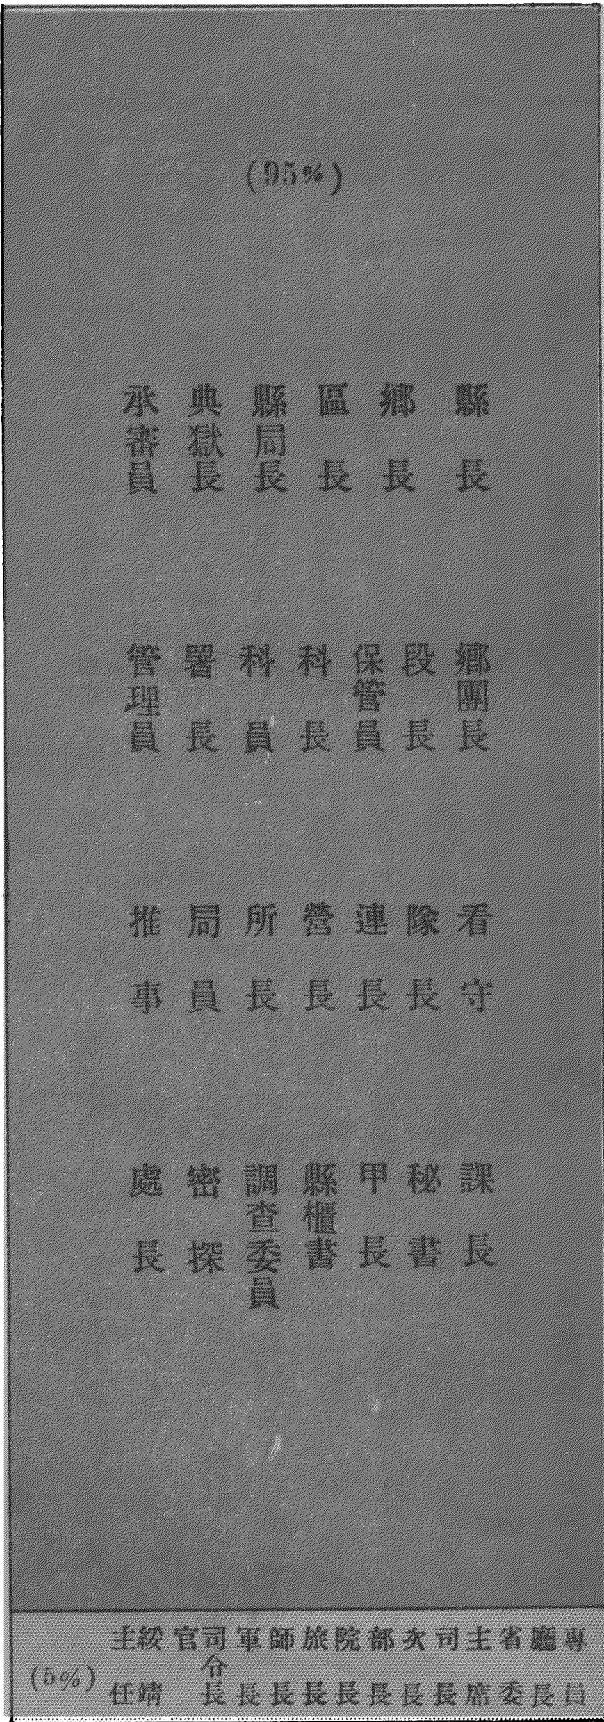 (95%)
縣長
鄉長
區長
縣局長
典獄長
承審員
鄉團長
段長
保管員
科長
科員
署長
管理員
看守
隊長
連長
營長
所長
局員
推事
課長
秘書
甲長
縣櫃書
調查委員
密探
處長
專員
廳長
省委
主席
司長
次長
部長
院長
旅長
師長
軍長
司令長
官
綏靖
主任
(5%)